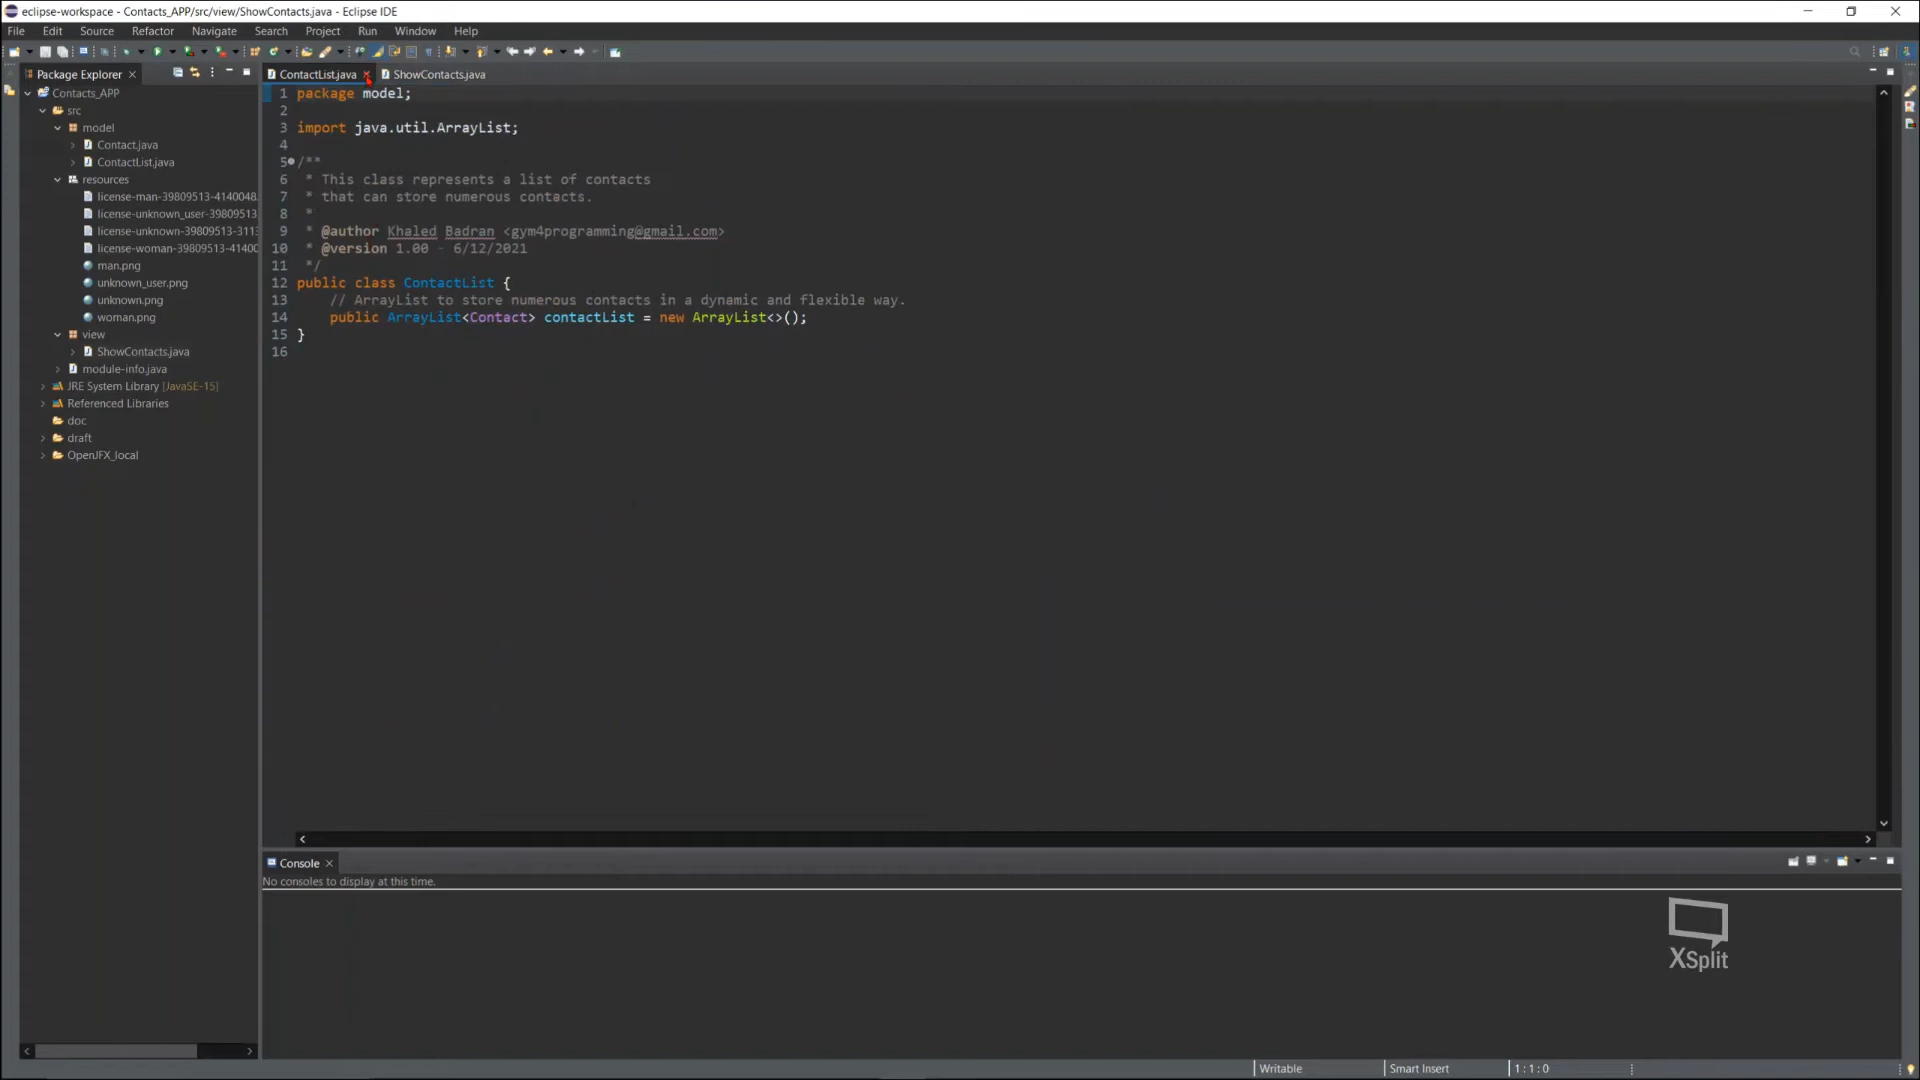 eclipse-workspace - Contacts_APP/src/view/ShowContacts.java - Eclipse IDE
File Edit Source Refactor Navigate Search Project Run Window Help
Package Explorer
Contacts_APP
src
model
Contact.java
ContactList.java
resources
license-man-39809513-4140048.
license-unknown_user-39809513
license-unknown-39809513-3113
license-woman-39809513-41400
man.png
unknown_user.png
unknown.png
woman.png
view
ShowContacts.java
module-info.java
JRE System Library [JavaSE-15]
Referenced Libraries
doc
draft
OpenJFX_local
ContactList.java ShowContacts.java
1 package model;
2
3 import java.util.ArrayList;
4
5 /**
6 * This class represents a list of contacts
7 * that can store numerous contacts.
8 *
9 * @author Khaled Badran <gym4programming@gmail.com>
10 * @version 1.00 - 6/12/2021
11 */
12 public class ContactList {
13 // ArrayList to store numerous contacts in a dynamic and flexible way.
14 public ArrayList<Contact> contactList = new ArrayList<>();
15 }
16
Console
No consoles to display at this time.
XSplit
Writable Smart Insert 1 : 1 : 0